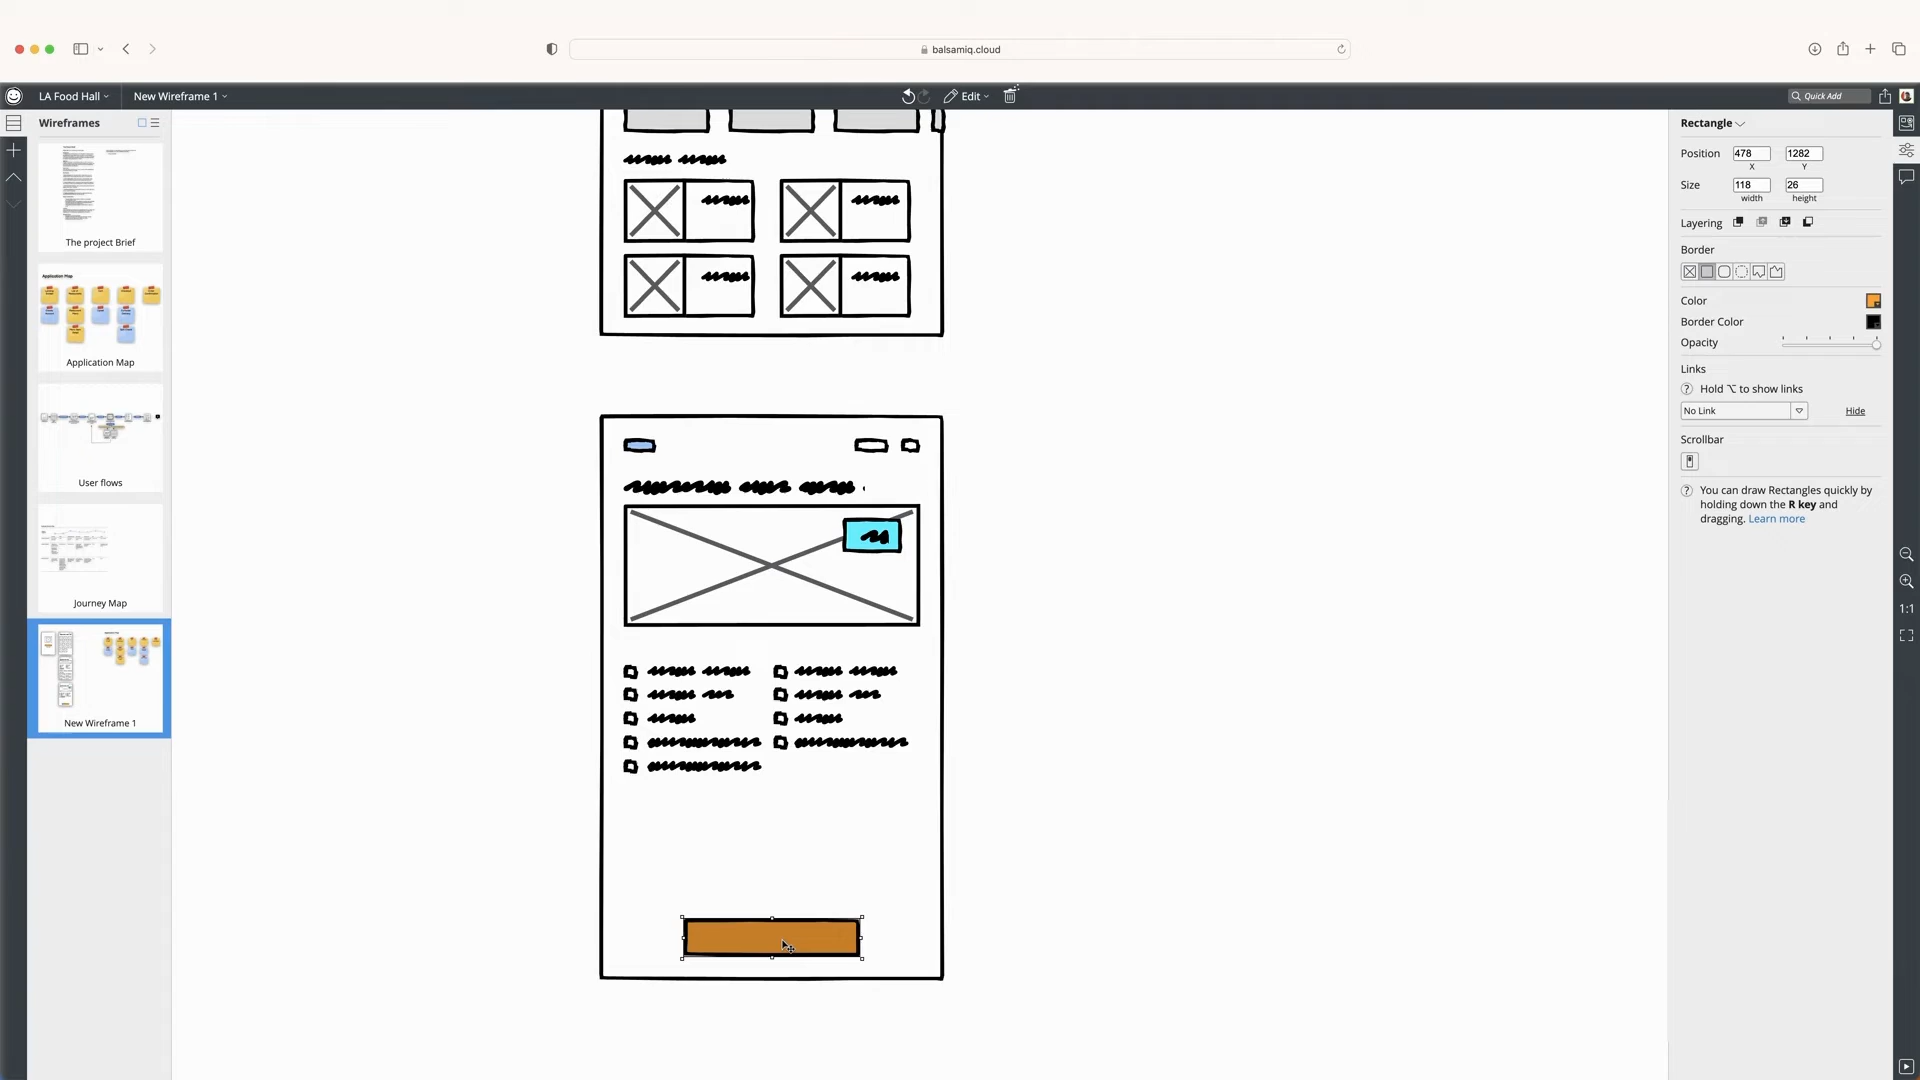 balsamiq.cloud
LA Food Hall
New Wireframe 1
Edit
Quick Add
Wireframes
The project Brief
Application Map
Application Map
User flows
Journey Map
New Wireframe 1
Rectangle
Position
478
1282
X
Y
Size
118
26
width
height
Layering
Border
Color
Border Color
Opacity
Links
? Hold ⌥ to show links
No Link
Hide
Scrollbar
? You can draw Rectangles quickly by
holding down the R key and
dragging. Learn more
1:1